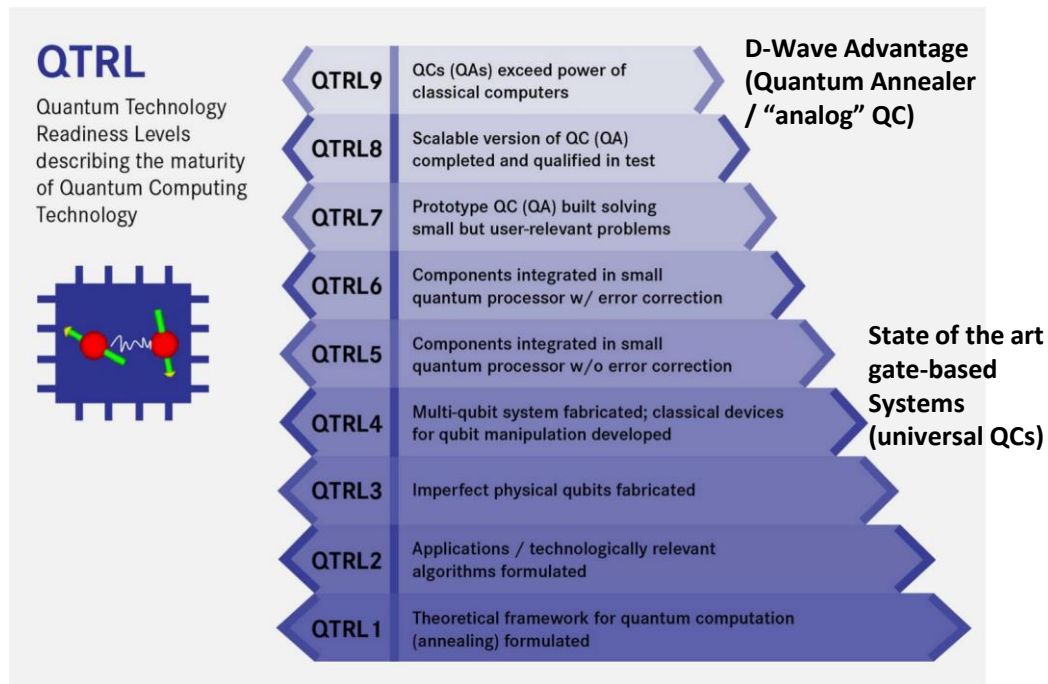 QTRL
Quantum Technology
Readiness Levels
describing the maturity
of Quantum Computing
Technology
QTRL9
QCs (QAs) exceed power of
classical computers
D-Wave Advantage
(Quantum Annealer
/ “analog” QC)
QTRL8
Scalable version of QC (QA)
completed and qualified in test
QTRL7
Prototype QC (QA) built solving
small but user-relevant problems
QTRL6
Components integrated in small
quantum processor w/ error correction
QTRL5
Components integrated in small
quantum processor w/o error correction
State of the art
gate-based
Systems
(universal QCs)
QTRL4
Multi-qubit system fabricated; classical devices
for qubit manipulation developed
QTRL3
Imperfect physical qubits fabricated
QTRL2
Applications / technologically relevant
algorithms formulated
QTRL1
Theoretical framework for quantum computation
(annealing) formulated